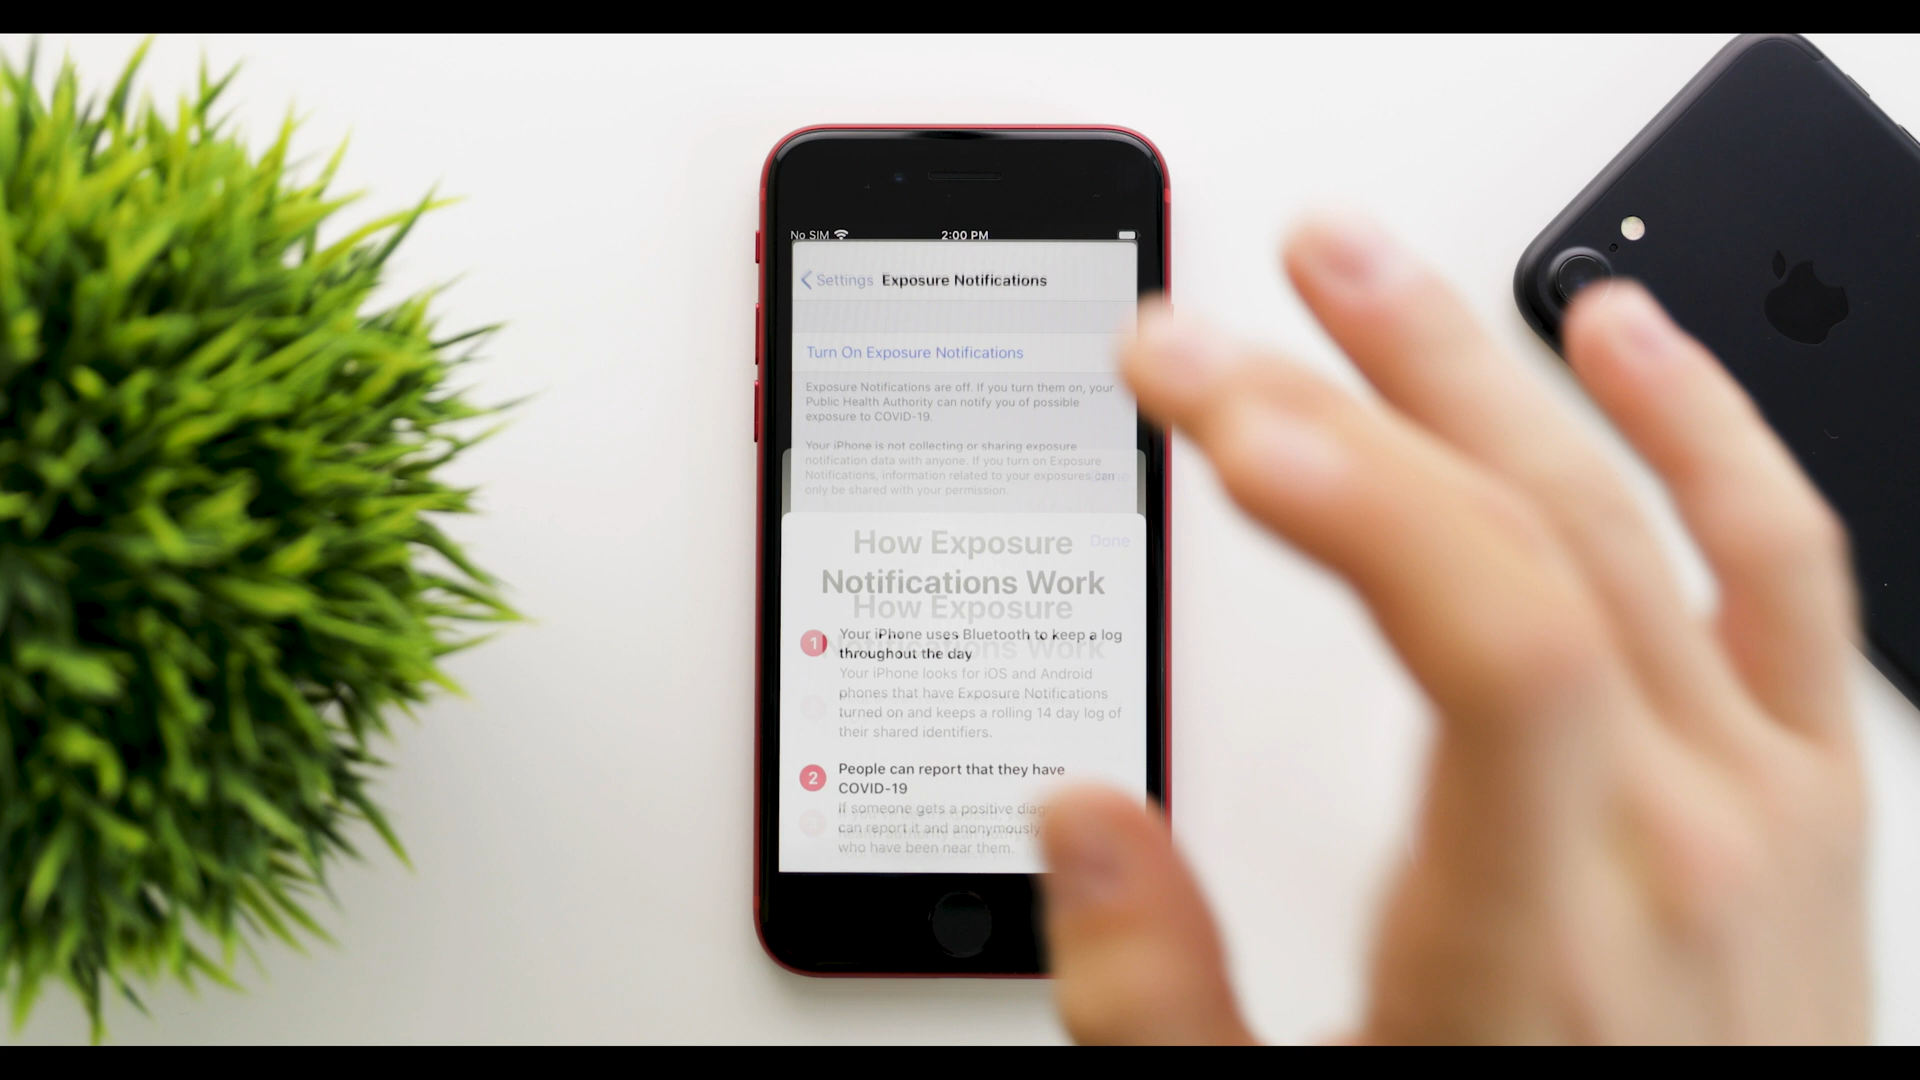 No SIM 2:00 PM
Settings Exposure Notifications
Turn On Exposure Notifications
Exposure Notifications are off. If you turn them on, your
Public Health Authority can notify you of possible
exposure to COVID-19.
Your iPhone is not collecting or sharing exposure
notification data with anyone. If you turn on Exposure
Notifications, information related to your exposures can
only be shared with your permission.
How Exposure Done
Notifications Work
How Exposure
Notifications Work
1 Your iPhone uses Bluetooth to keep a log
throughout the day
Your iPhone looks for iOS and Android
phones that have Exposure Notifications
turned on and keeps a rolling 14 day log of
their shared identifiers.
2 People can report that they have
COVID-19
If someone gets a positive
can report it and anonymously
who have been near them.